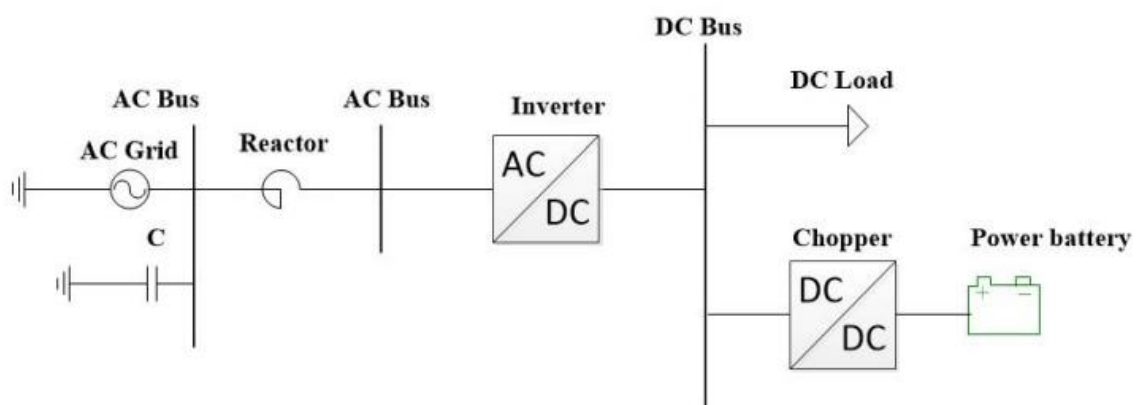 DC Bus
AC Bus
AC Bus
Inverter
DC Load
AC Grid
Reactor
AC
DC
C
Chopper
Power battery
DC
DC
+ −